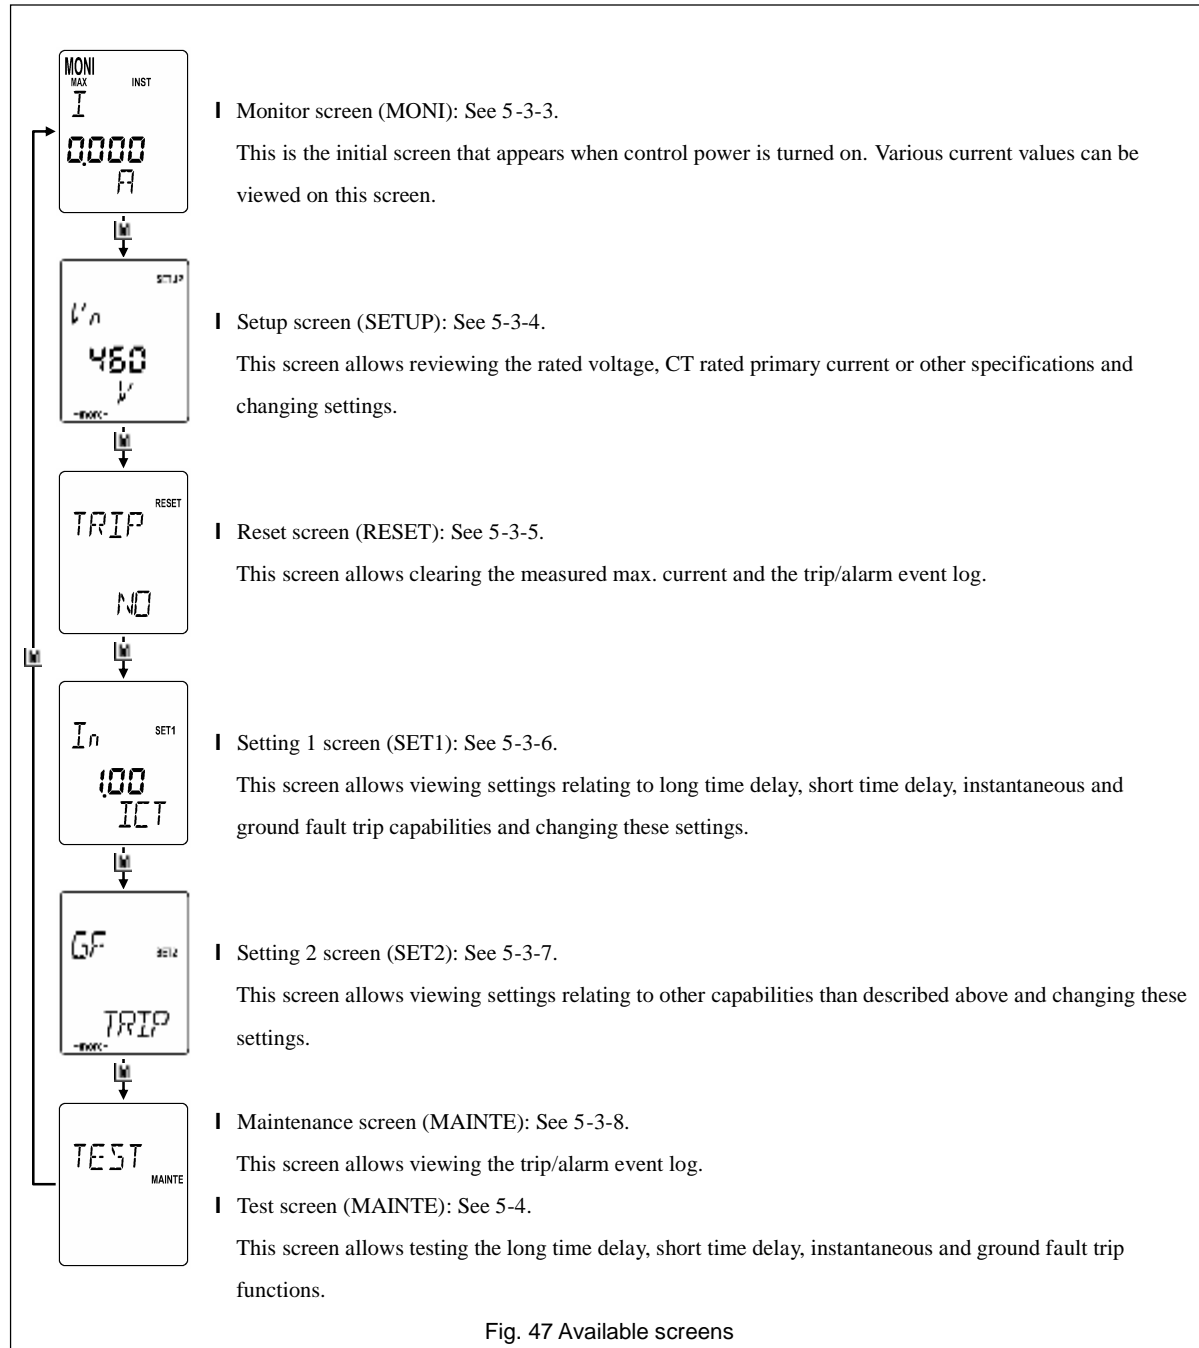 MONI
MAX INST
I
0.000
A
❙ Monitor screen (MONI): See 5-3-3.
This is the initial screen that appears when control power is turned on. Various current values can be
viewed on this screen.
SETUP
Vn
460
V
-more-
❙ Setup screen (SETUP): See 5-3-4.
This screen allows reviewing the rated voltage, CT rated primary current or other specifications and
changing settings.
RESET
TRIP
NO
❙ Reset screen (RESET): See 5-3-5.
This screen allows clearing the measured max. current and the trip/alarm event log.
In SET1
1.00
ICT
❙ Setting 1 screen (SET1): See 5-3-6.
This screen allows viewing settings relating to long time delay, short time delay, instantaneous and
ground fault trip capabilities and changing these settings.
GF SET2
TRIP
-more-
❙ Setting 2 screen (SET2): See 5-3-7.
This screen allows viewing settings relating to other capabilities than described above and changing these
settings.
TEST
MAINTE
❙ Maintenance screen (MAINTE): See 5-3-8.
This screen allows viewing the trip/alarm event log.
❙ Test screen (MAINTE): See 5-4.
This screen allows testing the long time delay, short time delay, instantaneous and ground fault trip
functions.
Fig. 47 Available screens